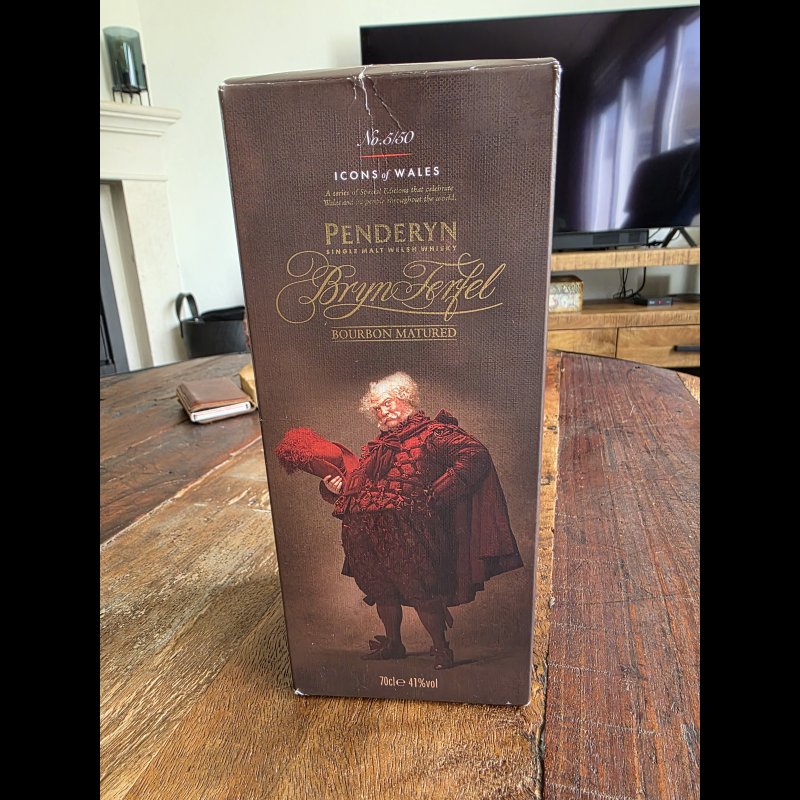 No. 5/50
ICONS of WALES
A series of Special Editions that celebrate
Wales and its people throughout the world.
PENDERYN
SINGLE MALT WELSH WHISKY
Bryn Terfel
BOURBON MATURED
70cl℮ 41%vol